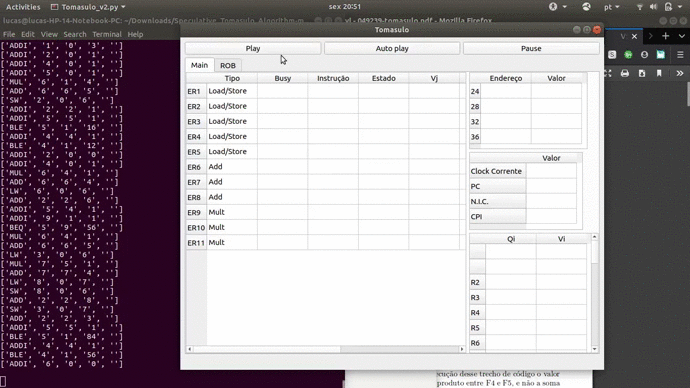 Activities Tomasulo_v2.py sex 20:51 pt
lucas@lucas-HP-14-Notebook-PC: ~/Downloads/Speculative_Tomasulo_Algorithm-m
vl - 049239-tomasulo.pdf - Mozilla Firefox
File Edit View Search Terminal Help
['ADDI', '1', '0', '3', '']
['ADDI', '2', '0', '1', '']
['ADDI', '4', '0', '1', '']
['ADDI', '5', '0', '1', '']
['MUL', '6', '1', '4', '']
['ADD', '6', '6', '5', '']
['SW', '2', '0', '6', '']
['ADDI', '2', '2', '1', '']
['ADDI', '5', '5', '1', '']
['BLE', '5', '1', '16', '']
['ADDI', '4', '4', '1', '']
['BLE', '4', '1', '12', '']
['ADDI', '2', '0', '0', '']
['ADDI', '4', '0', '1', '']
['MUL', '6', '4', '1', '']
['ADD', '6', '6', '4', '']
['LW', '6', '0', '6', '']
['ADD', '2', '2', '6', '']
['ADDI', '5', '4', '1', '']
['ADDI', '9', '1', '1', '']
['BEQ', '5', '9', '56', '']
['MUL', '6', '4', '1', '']
['ADD', '6', '6', '5', '']
['LW', '3', '0', '6', '']
['MUL', '7', '5', '1', '']
['ADD', '7', '7', '4', '']
['LW', '8', '0', '7', '']
['SW', '8', '0', '6', '']
['ADD', '2', '2', '8', '']
['SW', '3', '0', '7', '']
['ADD', '2', '2', '3', '']
['ADDI', '5', '5', '1', '']
['BLE', '5', '1', '84', '']
['ADDI', '4', '4', '1', '']
['BLE', '4', '1', '56', '']
['ADDI', '6', '0', '0', '']
Tomasulo
Play Auto play Pause
Main ROB
Tipo Busy Instrução Estado Vj
ER1 Load/Store
ER2 Load/Store
ER3 Load/Store
ER4 Load/Store
ER5 Load/Store
ER6 Add
ER7 Add
ER8 Add
ER9 Mult
ER10 Mult
ER11 Mult
Endereço Valor
24
28
32
36
Valor
Clock Corrente
PC
N.I.C.
CPI
Qi Vi
R2
R3
R4
R5
R6
cução desse trecho de código o valor
produto entre F4 e F5, e não a soma